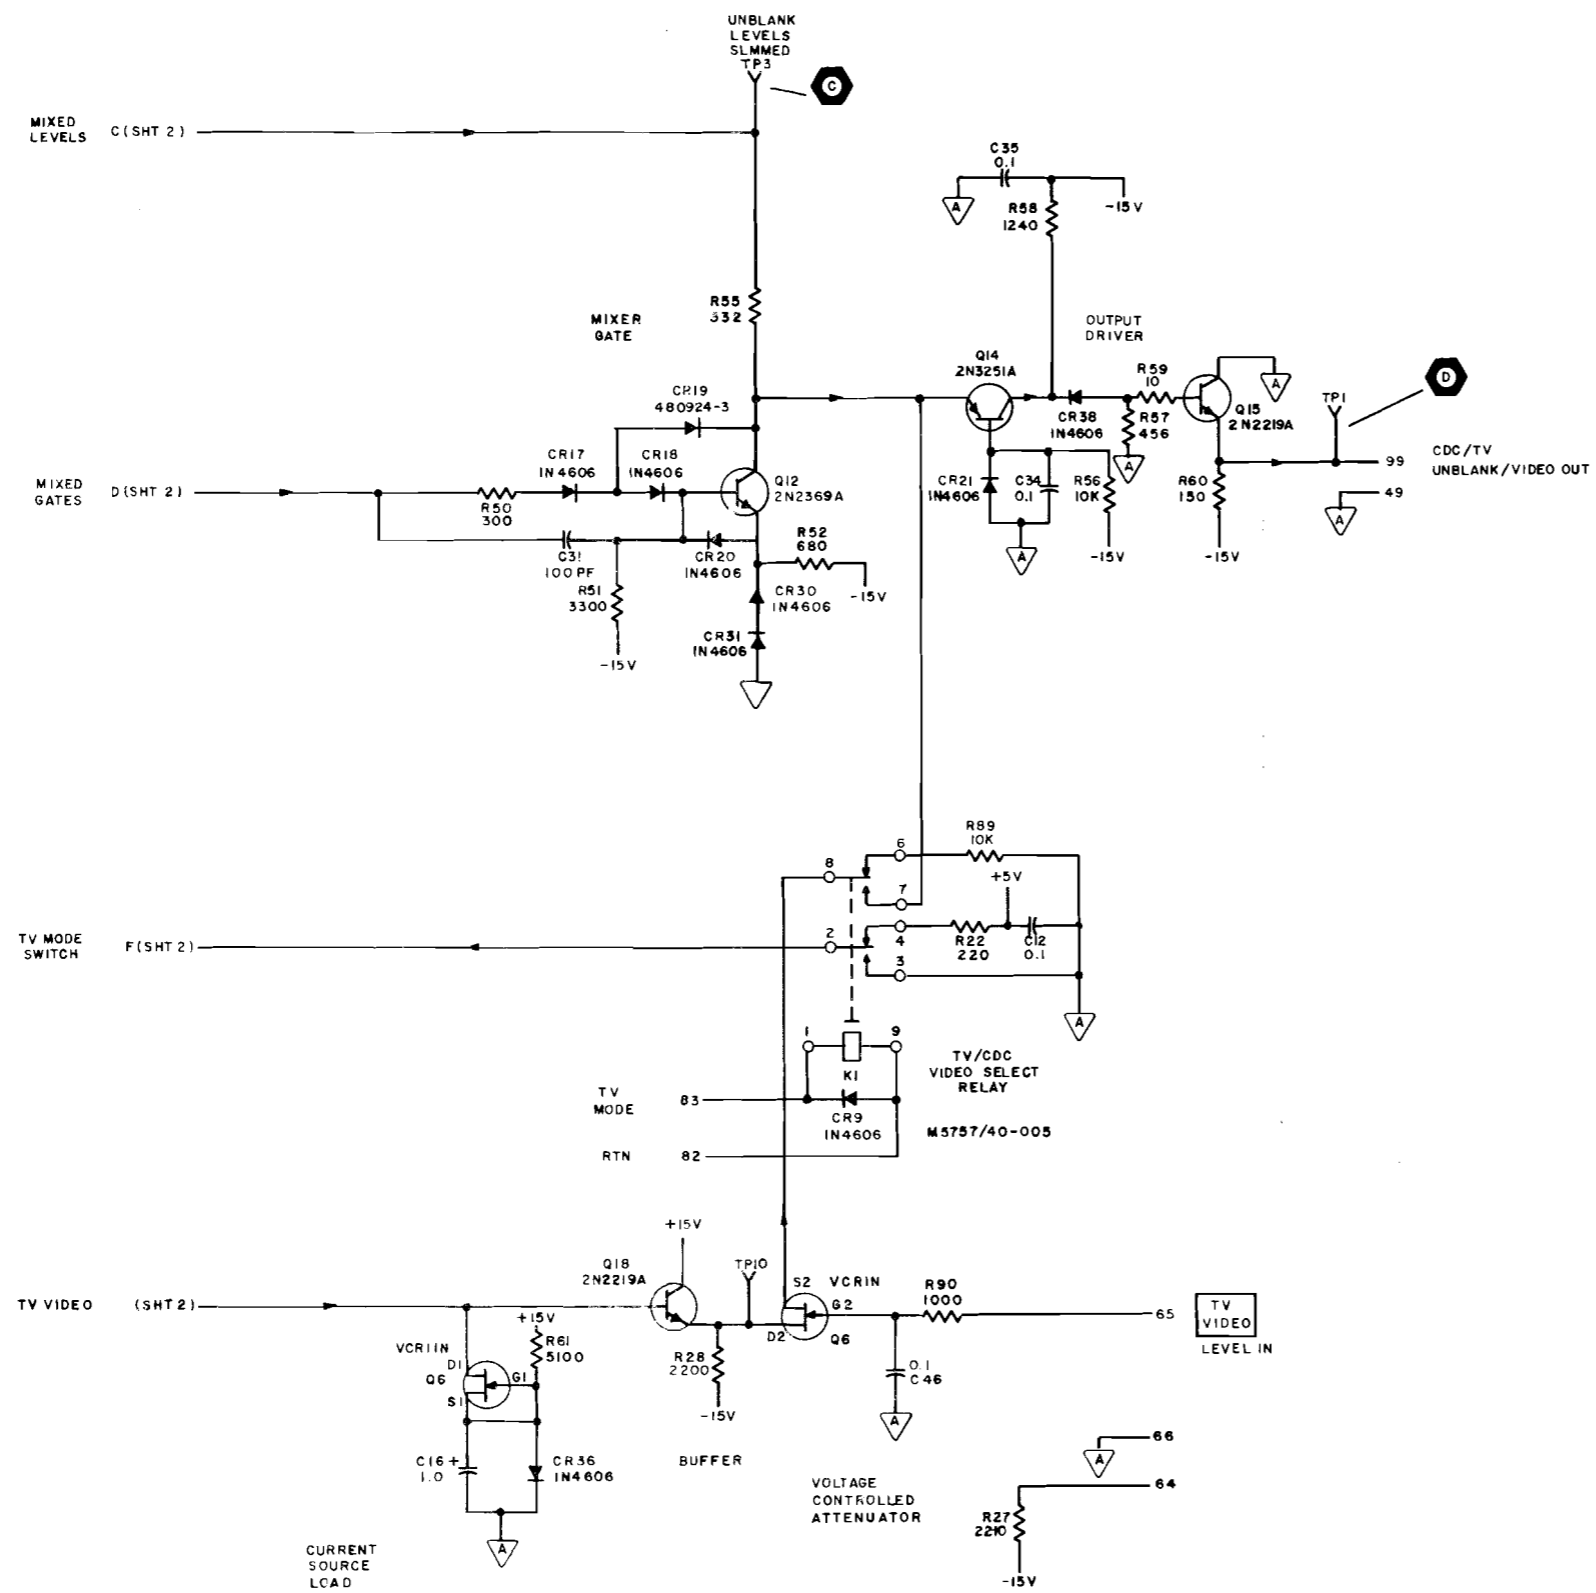 UNBLANK
LEVELS
SLMMED
TP3
C
MIXED
LEVELS
C(SHT 2)
C35
0.1
A
R58
1240
-15V
R55
332
MIXER
GATE
OUTPUT
DRIVER
Q14
2N3251A
R59
10
A
D
CR19
480924-3
TP1
Q15
2N2219A
CR38
1N4606
R57
456
A
CDC/TV
UNBLANK/VIDEO OUT
99
49
A
CR17
1N4606
CR18
1N4606
MIXED
GATES
D(SHT 2)
R50
300
Q12
2N2369A
CR21
1N4606
C34
0.1
R56
10K
R60
150
C31
100PF
CR20
1N4606
R52
680
-15V
A
-15V
-15V
R51
3300
-15V
CR30
1N4606
CR31
1N4606
R89
10K
6
8
+5V
7
TV MODE
SWITCH
F(SHT 2)
2
4
R22
220
C12
0.1
3
A
1
9
K1
TV/CDC
VIDEO SELECT
RELAY
TV
MODE
83
CR9
1N4606
M5757/40-005
RTN
82
+15V
Q18
2N2219A
TP10
S2
VCR1N
R90
1000
TV VIDEO
(SHT 2)
G2
65
TV
VIDEO
LEVEL IN
+15V
R61
5100
D2
Q6
VCR11N
D1
Q6
G1
S1
R28
2200
-15V
0.1
C46
A
C16 +
1.0
CR36
1N4606
BUFFER
66
A
64
VOLTAGE
CONTROLLED
ATTENUATOR
R27
2210
-15V
A
CURRENT
SOURCE
LOAD